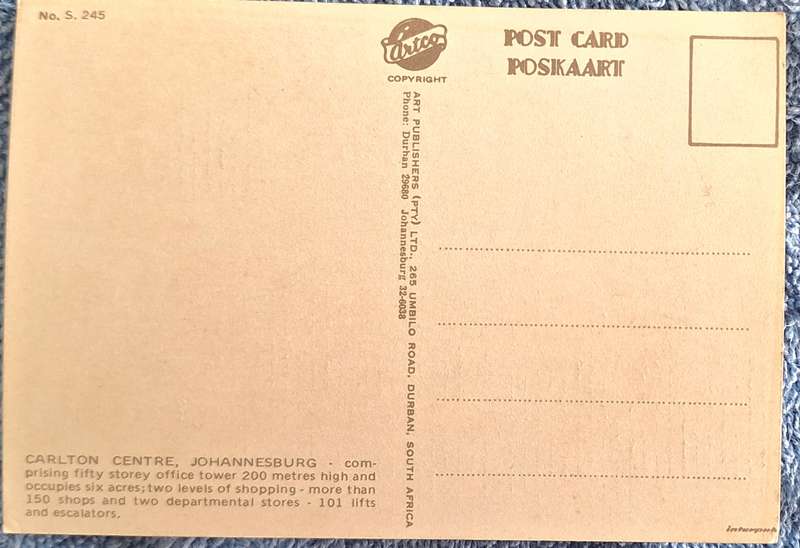 No. S. 245
artco
COPYRIGHT
POST CARD
POSKAART
ART PUBLISHERS (PTY) LTD., 265 UMBILO ROAD, DURBAN, SOUTH AFRICA
Phone: Durban 29680 Johannesburg 32-6038
CARLTON CENTRE, JOHANNESBURG - com-
prising fifty storey office tower 200 metres high and
occupies six acres; two levels of shopping - more than
150 shops and two departmental stores - 101 lifts
and escalators.